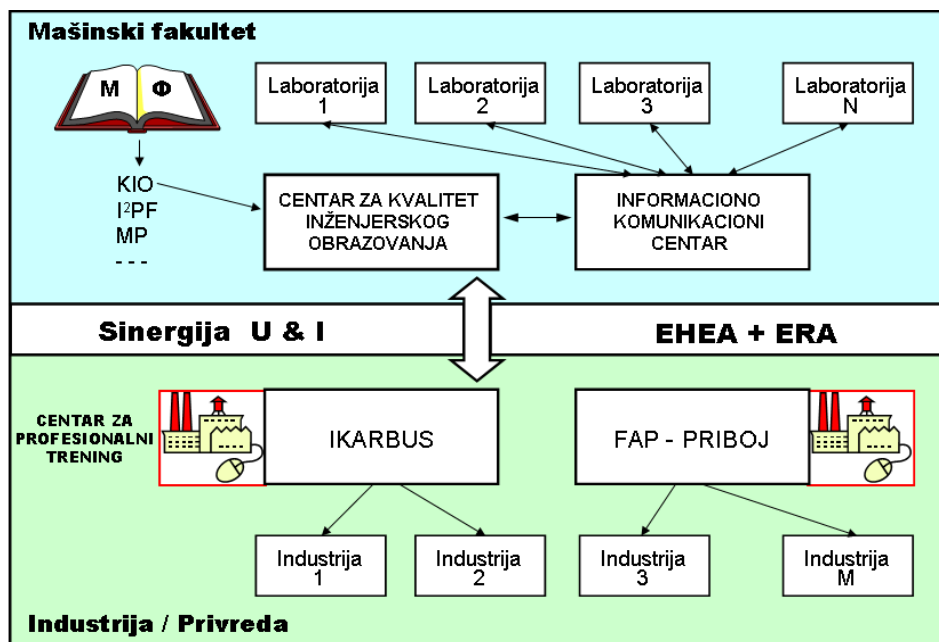 Mašinski fakultet
М Ф
Laboratorija
1
Laboratorija
2
Laboratorija
3
Laboratorija
N
KIO
I²PF
MP
- - -
CENTAR ZA KVALITET
INŽENJERSKOG
OBRAZOVANJA
INFORMACIONO
KOMUNIKACIONI
CENTAR
Sinergija U & I
EHEA + ERA
CENTAR ZA
PROFESIONALNI
TRENING
IKARBUS
FAP - PRIBOJ
Industrija
1
Industrija
2
Industrija
3
Industrija
M
Industrija / Privreda